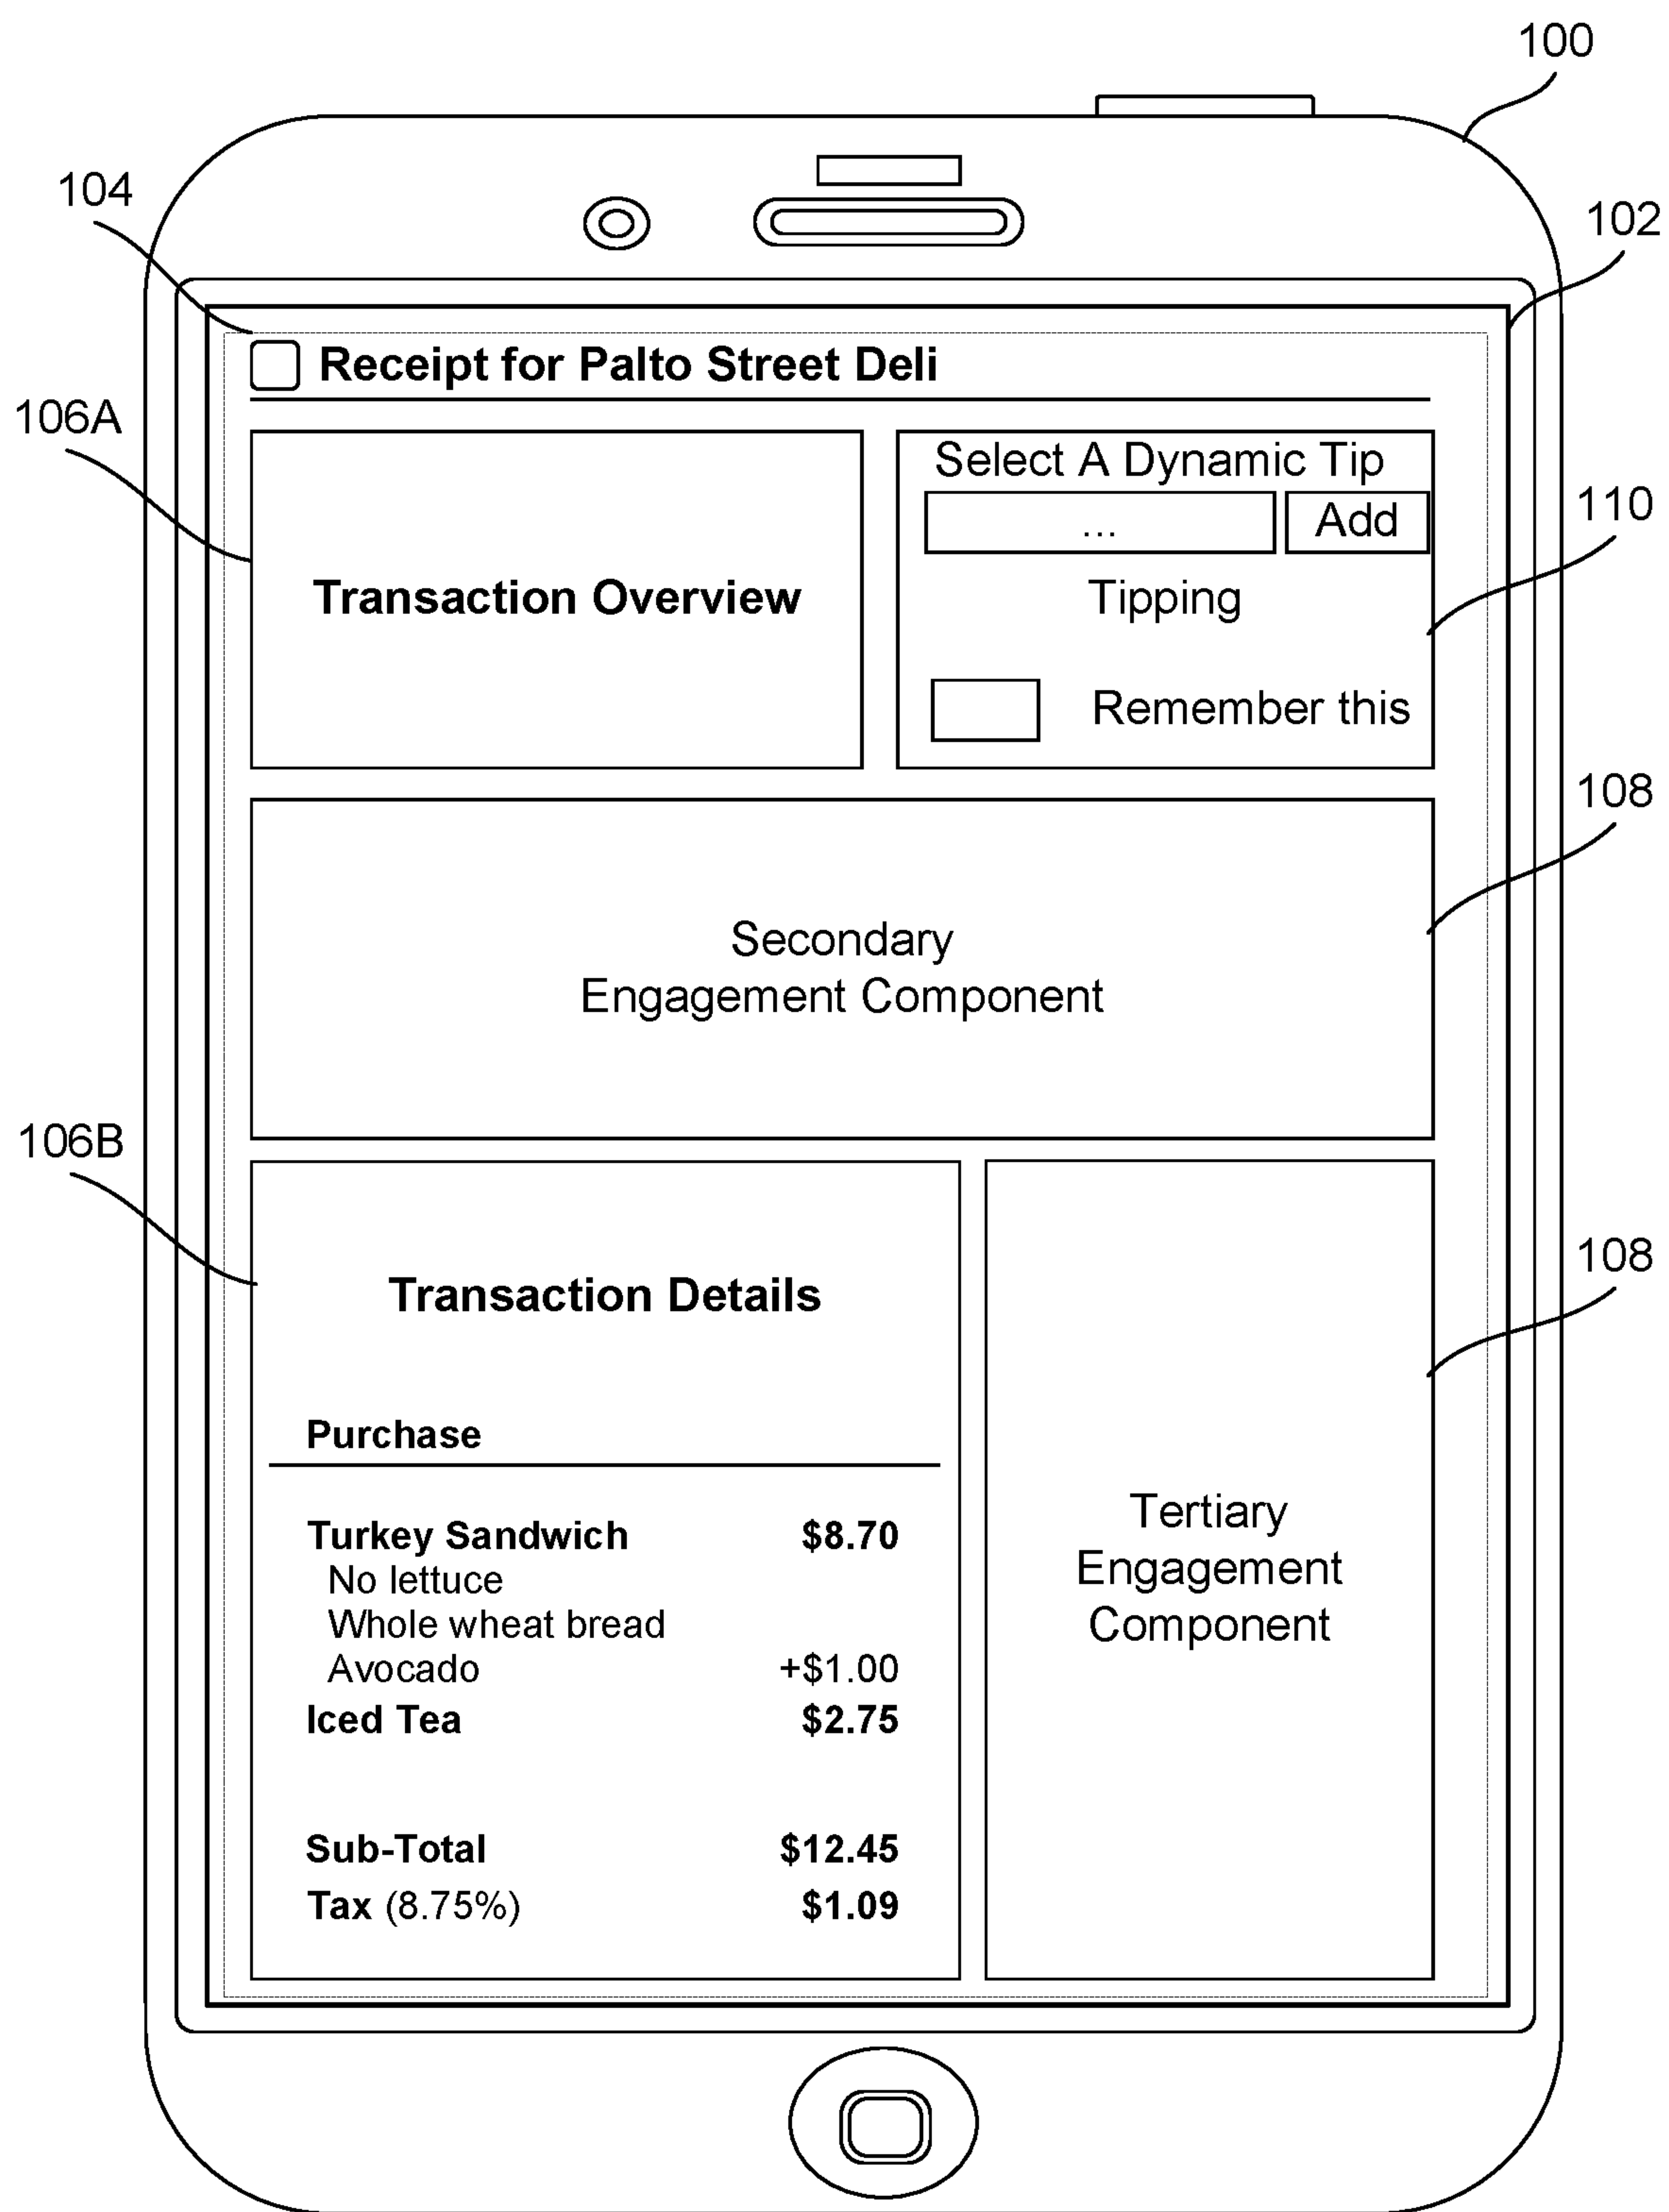 100
104
102
Receipt for Palto Street Deli
106A
Select A Dynamic Tip
... Add
110
Transaction Overview
Tipping
Remember this
108
Secondary
Engagement Component
106B
108
Transaction Details
Purchase
Turkey Sandwich $8.70
No lettuce
Whole wheat bread
Avocado +$1.00
Iced Tea $2.75
Sub-Total $12.45
Tax (8.75%) $1.09
Tertiary
Engagement
Component